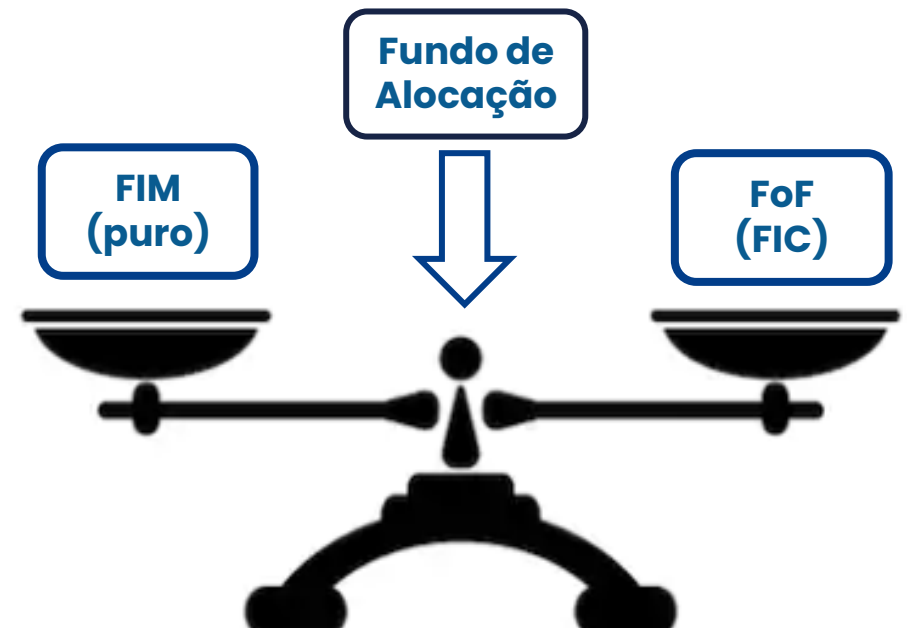 Fundo de
Alocação
FIM
(puro)
FoF
(FIC)